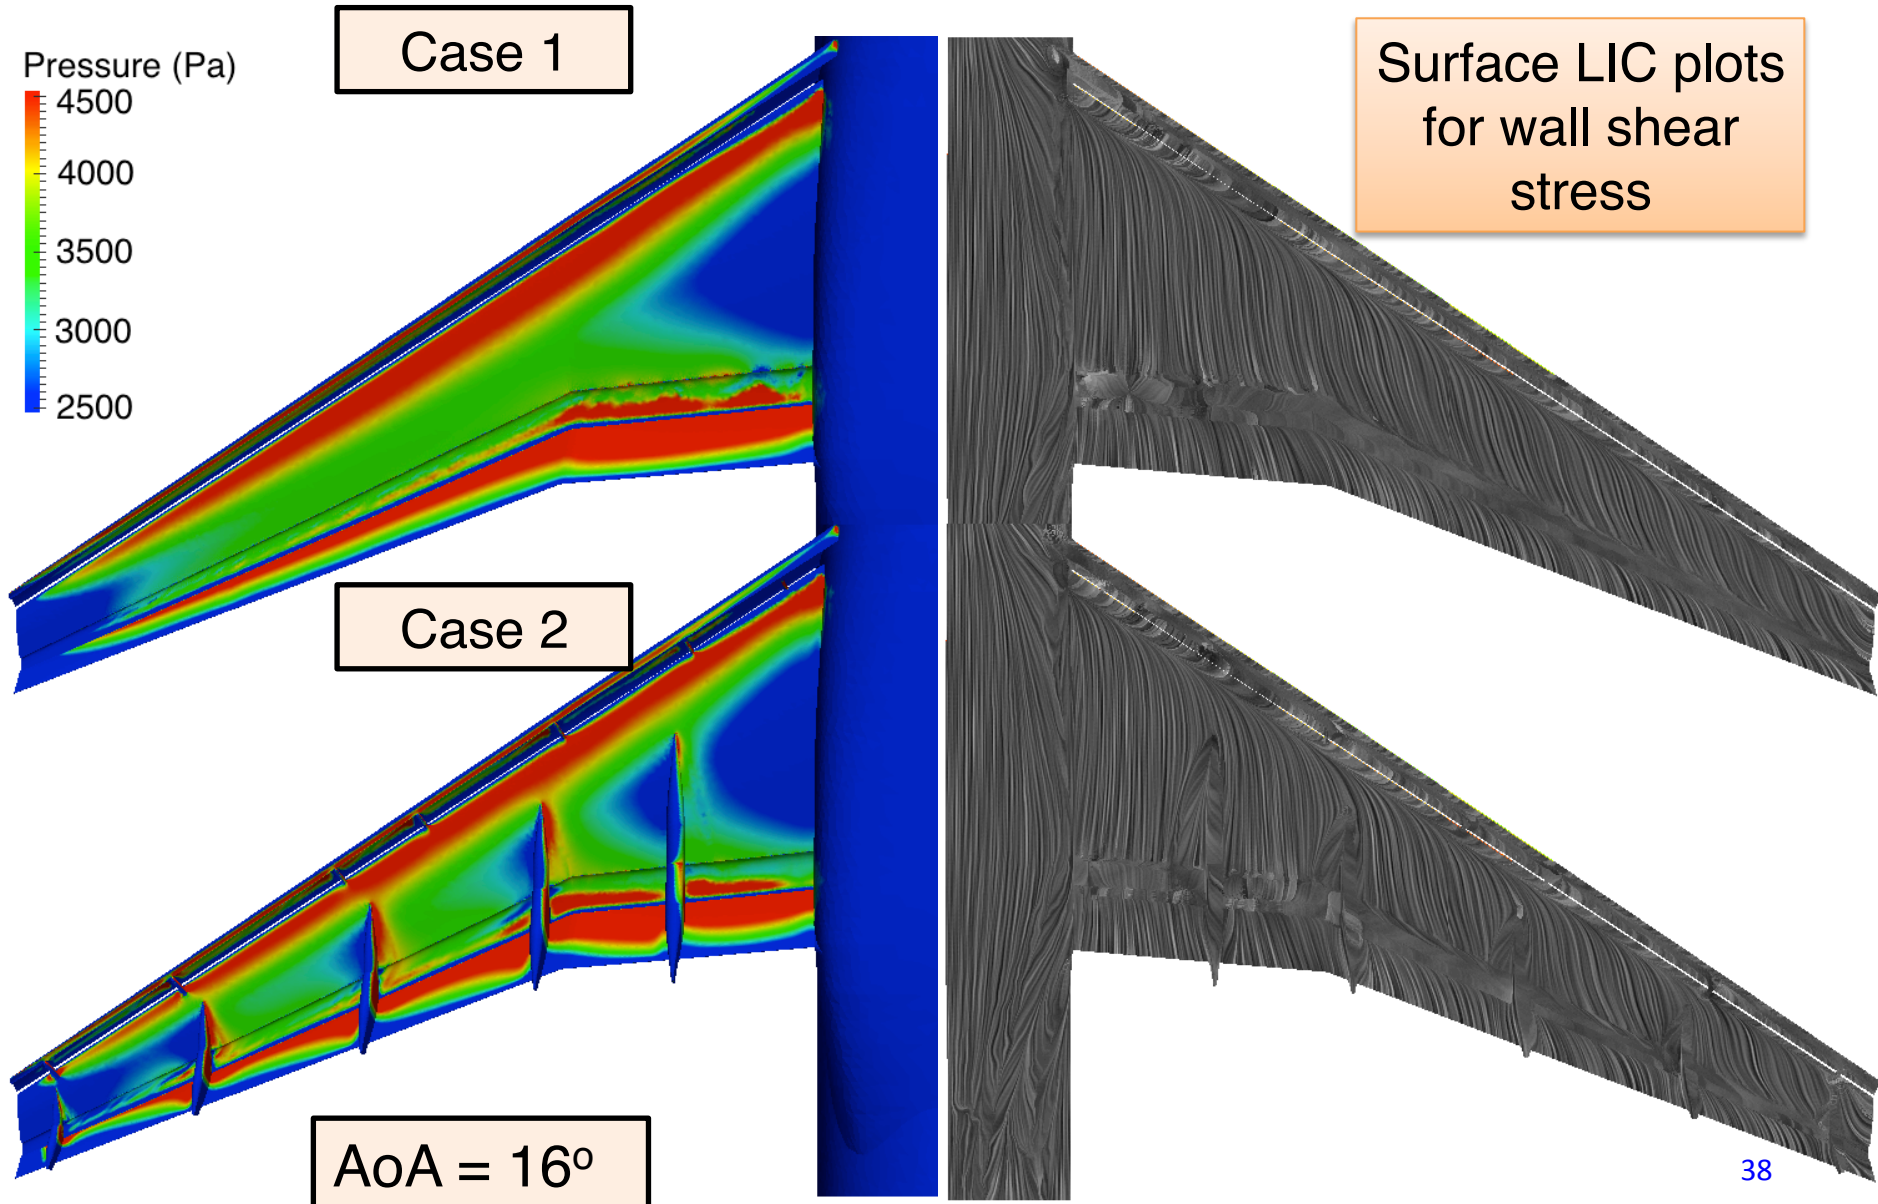 Case 1
Pressure (Pa)
4500
4000
3500
3000
2500
Surface LIC plots
for wall shear
stress
Case 2
AoA = 16º
38